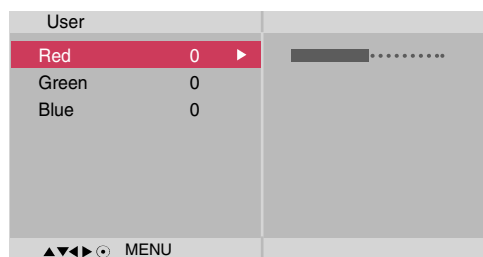 User
Red 0 ▶
Green 0
Blue 0
▲▼◀▶⊙ MENU